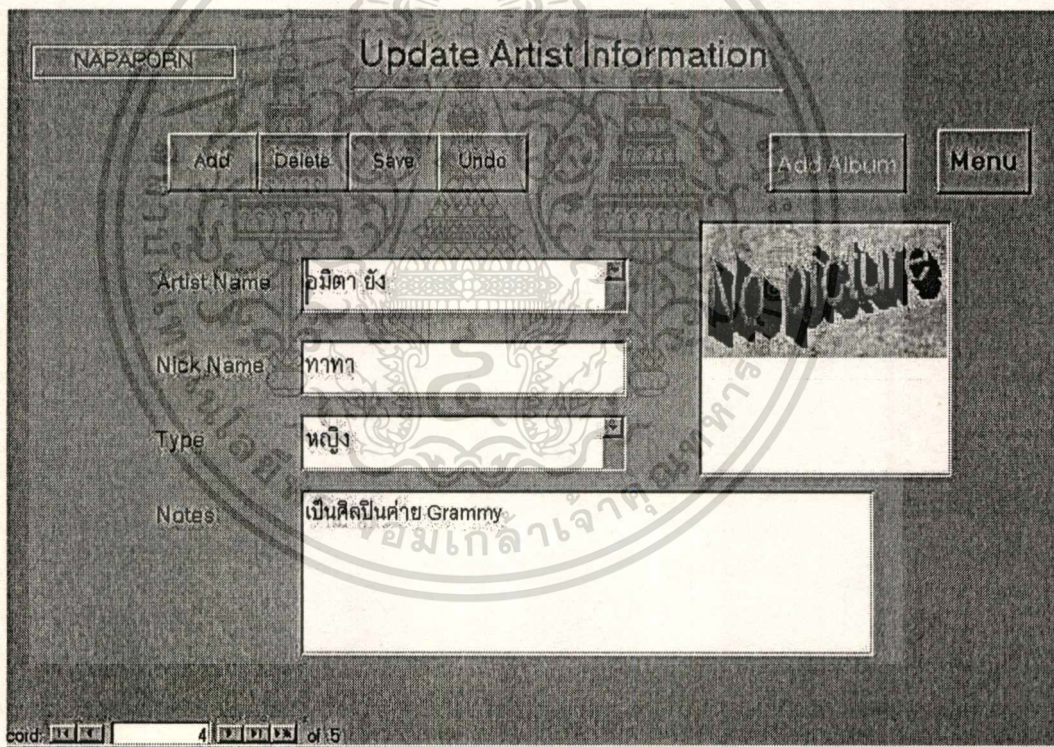 NAPAPORN
Update Artist Information
Add Delete Save Undo Add Album Menu
Artist Name อมิตา ยัง
No picture
Nick Name ทาทา
Type หญิง
Notes เป็นศิลปินค่าย Grammy
cord: 4 of 5